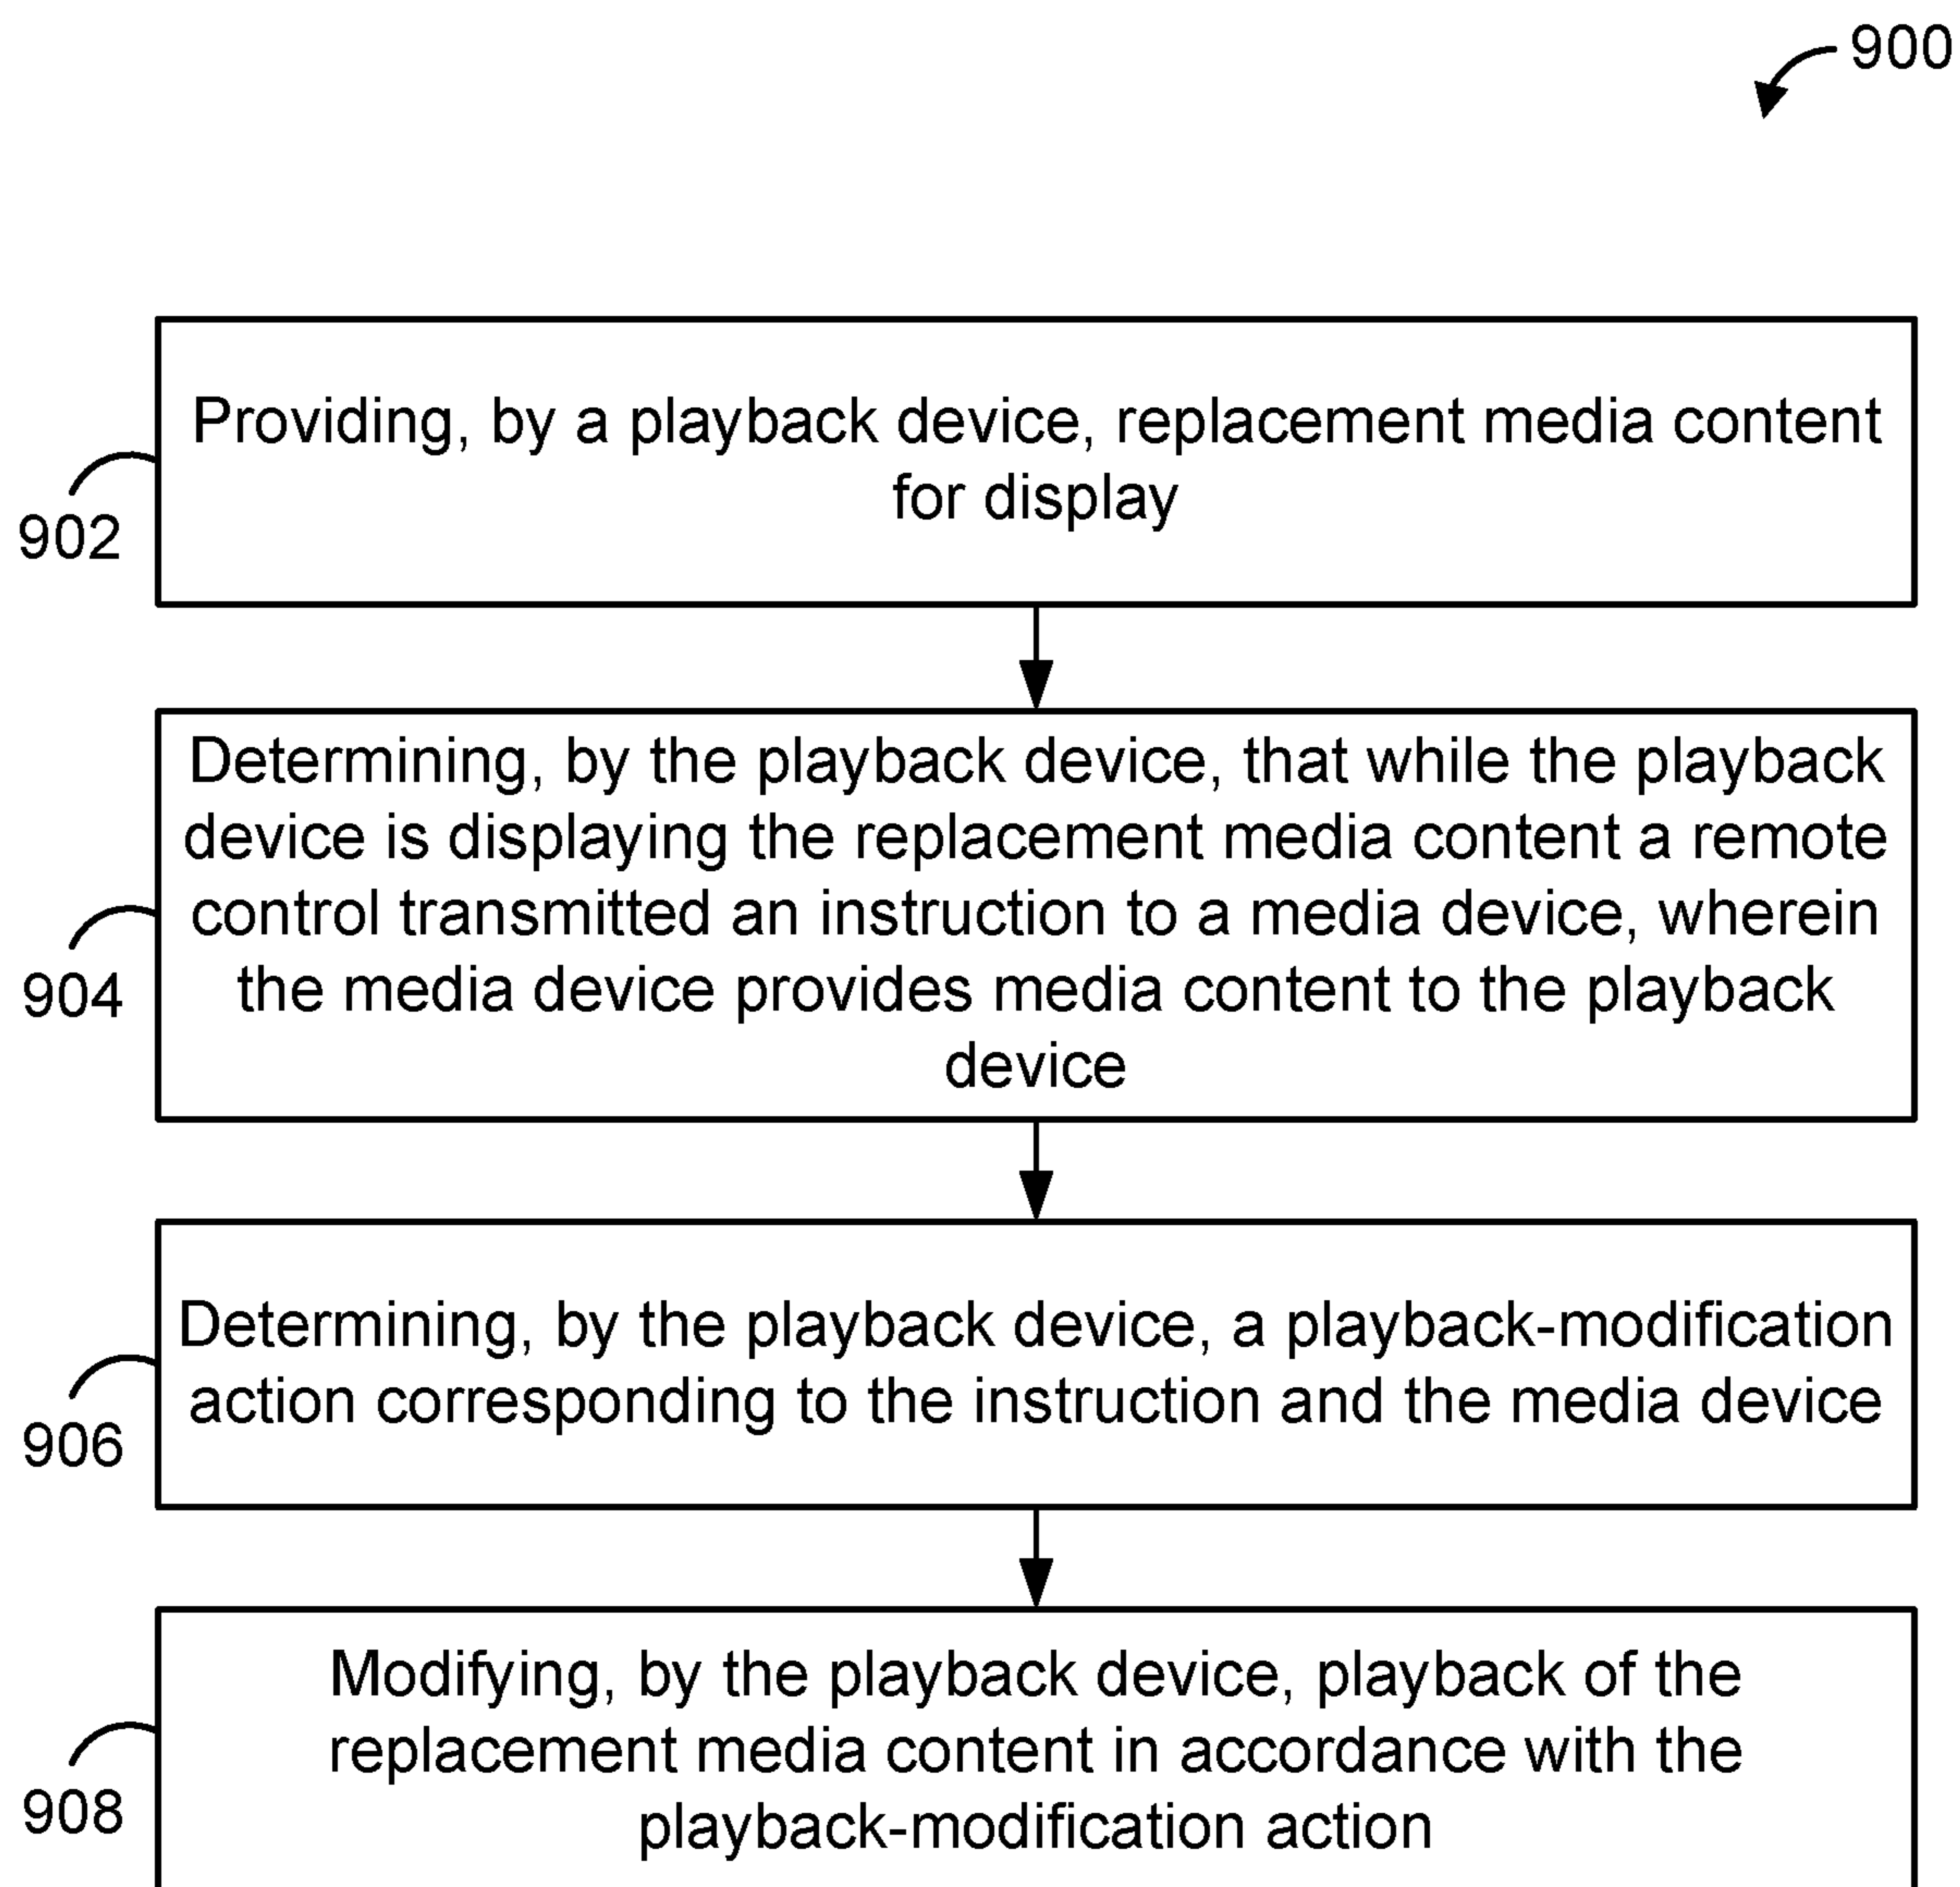 900
Providing, by a playback device, replacement media content
for display
902
Determining, by the playback device, that while the playback
device is displaying the replacement media content a remote
control transmitted an instruction to a media device, wherein
the media device provides media content to the playback
device
904
Determining, by the playback device, a playback-modification
action corresponding to the instruction and the media device
906
Modifying, by the playback device, playback of the
replacement media content in accordance with the
playback-modification action
908